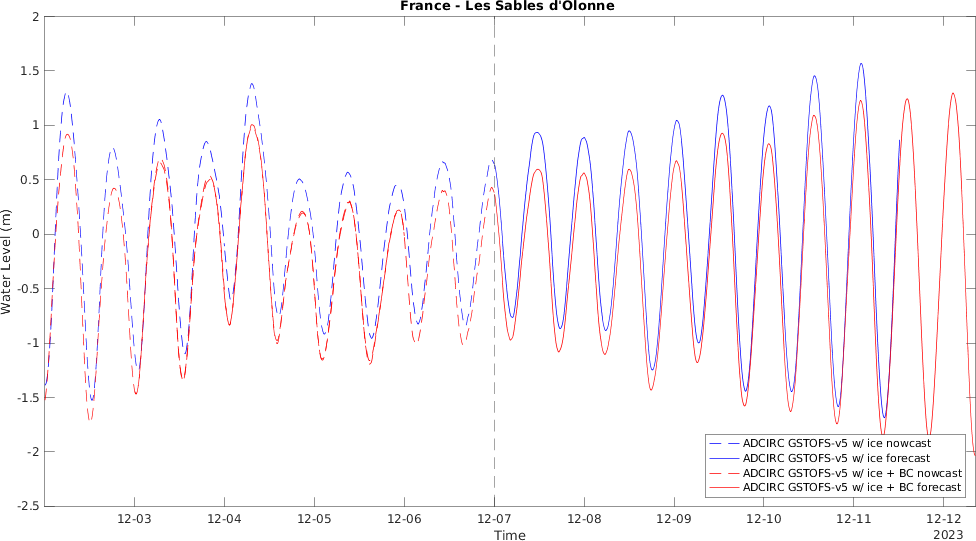 France - Les Sables d'Olonne
2
1.5
1
0.5
0
-0.5
-1
-1.5
-2
-2.5
Water Level (m)
12-03 12-04 12-05 12-06 12-07 12-08 12-09 12-10 12-11 12-12
Time
2023
ADCIRC GSTOFS-v5 w/ ice nowcast
ADCIRC GSTOFS-v5 w/ ice forecast
ADCIRC GSTOFS-v5 w/ ice + BC nowcast
ADCIRC GSTOFS-v5 w/ ice + BC forecast